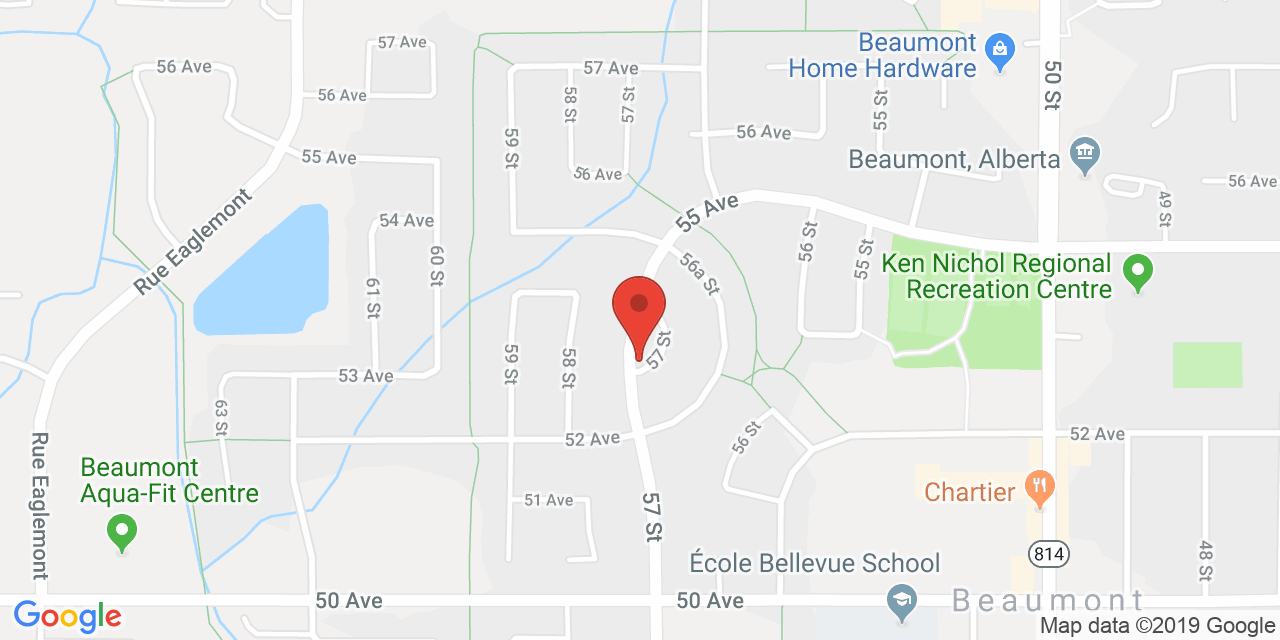 57 Ave
Beaumont
Home Hardware
50 St
56 Ave
57 Ave
58 St
57 St
56 Ave
55 St
56 Ave
59 St
55 Ave
Beaumont, Alberta
56 Ave
56 Ave
49 St
Rue Eaglemont
54 Ave
55 Ave
56 St
55 St
60 St
61 St
56a St
Ken Nichol Regional
Recreation Centre
59 St
58 St
57 St
53 Ave
63 St
52 Ave
56 St
52 Ave
Rue Eaglemont
Beaumont
Aqua-Fit Centre
51 Ave
57 St
Chartier
814
48 St
École Bellevue School
50 Ave
50 Ave
Beaumont
Google
Map data ©2019 Google